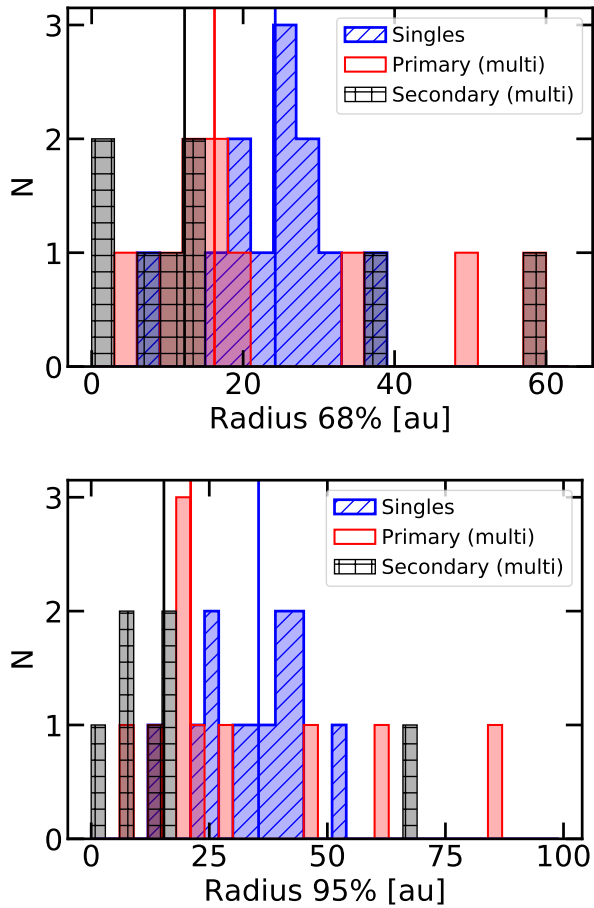 3
2
1
0
N
Singles
Primary (multi)
Secondary (multi)
0 20 40 60
Radius 68% [au]
3
2
1
0
N
Singles
Primary (multi)
Secondary (multi)
0 25 50 75 100
Radius 95% [au]